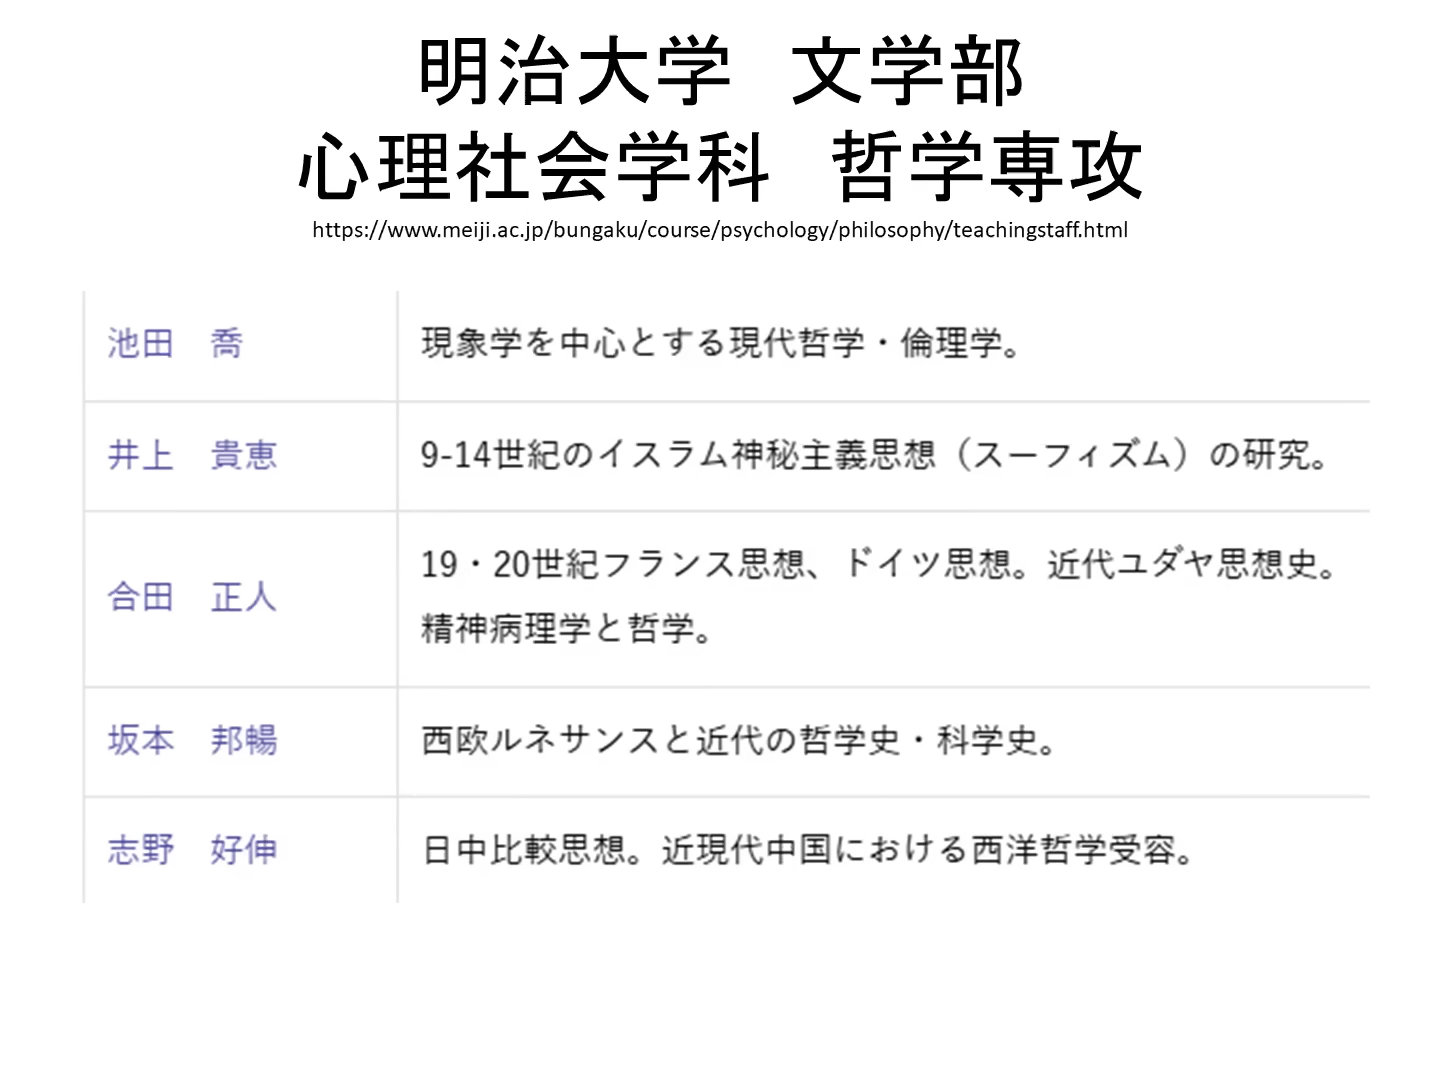 明治大学　文学部
心理社会学科　哲学専攻
https://www.meiji.ac.jp/bungaku/course/psychology/philosophy/teachingstaff.html
池田　喬
現象学を中心とする現代哲学・倫理学。
井上　貴恵
9-14世紀のイスラム神秘主義思想（スーフィズム）の研究。
合田　正人
19・20世紀フランス思想、ドイツ思想。近代ユダヤ思想史。
精神病理学と哲学。
坂本　邦暢
西欧ルネサンスと近代の哲学史・科学史。
志野　好伸
日中比較思想。近現代中国における西洋哲学受容。